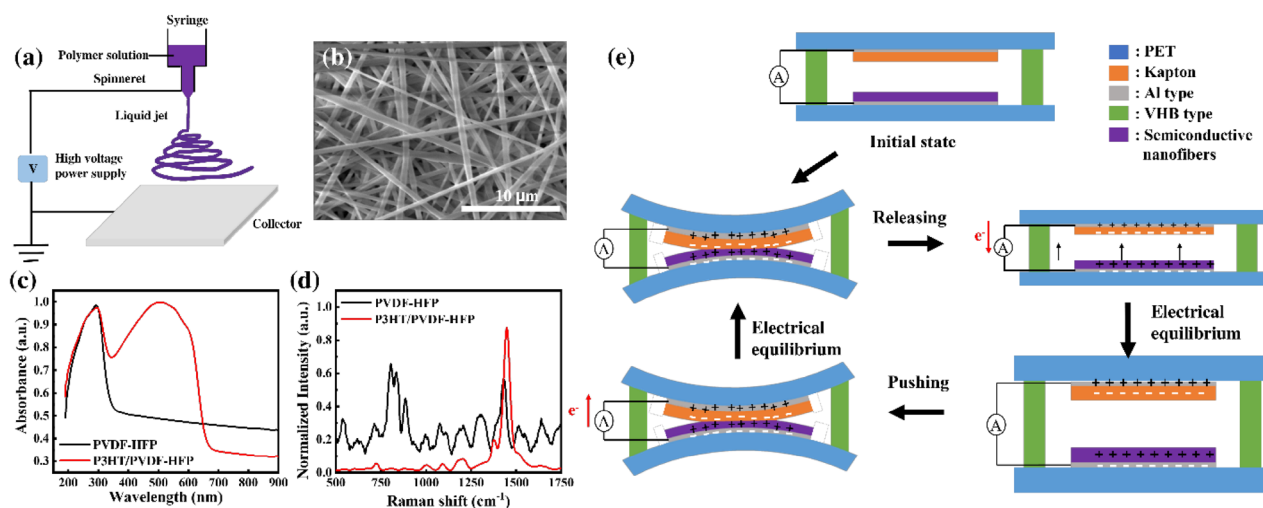 (a)
Syringe
Polymer solution
Spinneret
Liquid jet
V
High voltage
power supply
Collector
(b)
10 μm
(c)
Absorbance (a.u.)
1.0
0.9
0.8
0.7
0.6
0.5
0.4
0.3
PVDF-HFP
P3HT/PVDF-HFP
200 300 400 500 600 700 800 900
Wavelength (nm)
(d)
Normalized Intensity (a.u.)
1.0
0.8
0.6
0.4
0.2
0.0
PVDF-HFP
P3HT/PVDF-HFP
500 750 1000 1250 1500 1750
Raman shift (cm⁻¹)
(e)
A
: PET
: Kapton
: Al type
: VHB type
: Semiconductive
nanofibers
Initial state
A
+ + + + + + + + +
+ + + + + + + + +
Releasing
e⁻
A
+ + + + + + + + +
+ + + + + + + + +
Electrical
equilibrium
Electrical
equilibrium
e⁻
A
+ + + + + + + + +
+ + + + + + + + +
Pushing
A
+ + + + + + + + +
+ + + + + + + + +